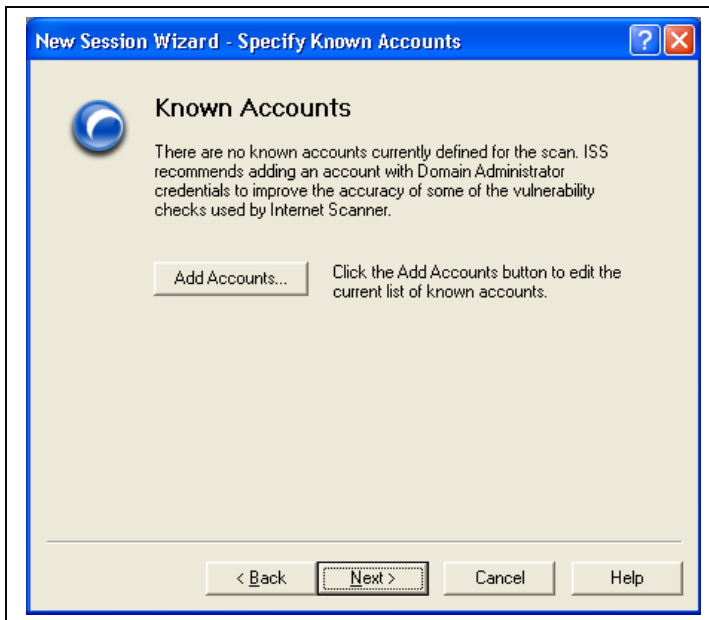 New Session Wizard - Specify Known Accounts
Known Accounts
There are no known accounts currently defined for the scan. ISS
recommends adding an account with Domain Administrator
credentials to improve the accuracy of some of the vulnerability
checks used by Internet Scanner.
Add Accounts...
Click the Add Accounts button to edit the
current list of known accounts.
< Back
Next >
Cancel
Help